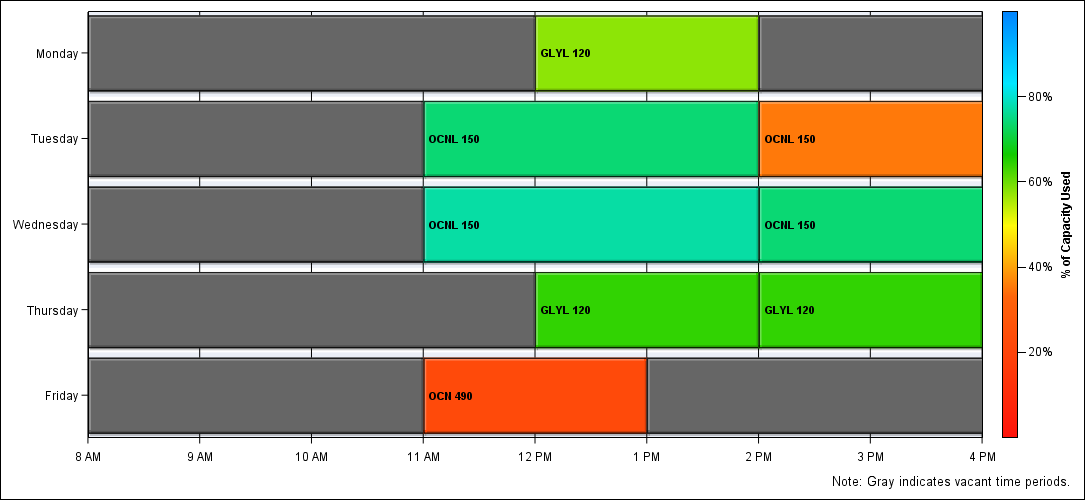 Monday
GLYL 120
Tuesday
OCNL 150
OCNL 150
Wednesday
OCNL 150
OCNL 150
Thursday
GLYL 120
GLYL 120
Friday
OCN 490
8 AM
9 AM
10 AM
11 AM
12 PM
1 PM
2 PM
3 PM
4 PM
80%
60%
40%
20%
% of Capacity Used
Note: Gray indicates vacant time periods.